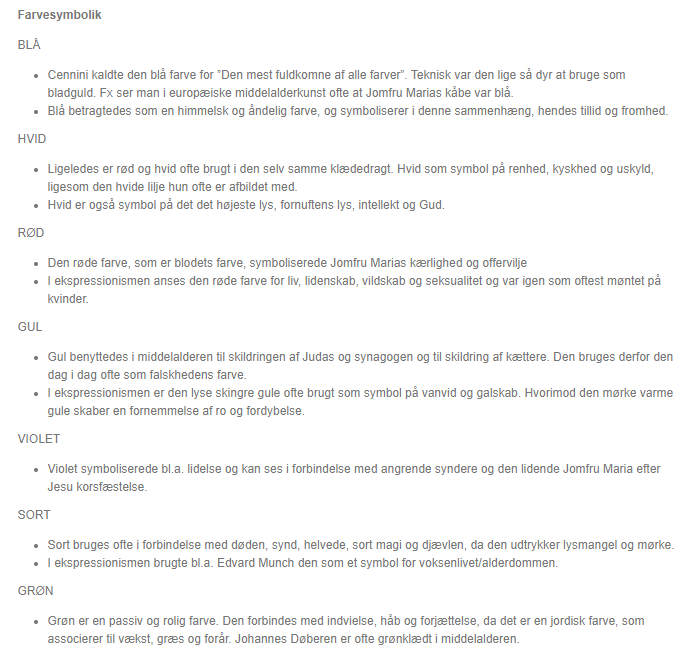 Farvesymbolik
BLÅ
• Cennini kaldte den blå farve for ”Den mest fuldkomne af alle farver”. Teknisk var den lige så dyr at bruge som
bladguld. Fx ser man i europæiske middelalderkunst ofte at Jomfru Marias kåbe var blå.
• Blå betragtedes som en himmelsk og åndelig farve, og symboliserer i denne sammenhæng, hendes tillid og fromhed.
HVID
• Ligeledes er rød og hvid ofte brugt i den selv samme klædedragt. Hvid som symbol på renhed, kyskhed og uskyld,
ligesom den hvide lilje hun ofte er afbildet med.
• Hvid er også symbol på det det højeste lys, fornuftens lys, intellekt og Gud.
RØD
• Den røde farve, som er blodets farve, symboliserede Jomfru Marias kærlighed og offervilje
• I ekspressionismen anses den røde farve for liv, lidenskab, vildskab og seksualitet og var igen som oftest møntet på
kvinder.
GUL
• Gul benyttedes i middelalderen til skildringen af Judas og synagogen og til skildring af kættere. Den bruges derfor den
dag i dag ofte som falskhedens farve.
• I ekspressionismen er den lyse skingre gule ofte brugt som symbol på vanvid og galskab. Hvorimod den mørke varme
gule skaber en fornemmelse af ro og fordybelse.
VIOLET
• Violet symboliserede bl.a. lidelse og kan ses i forbindelse med angrende syndere og den lidende Jomfru Maria efter
Jesu korsfæstelse.
SORT
• Sort bruges ofte i forbindelse med døden, synd, helvede, sort magi og djævlen, da den udtrykker lysmangel og mørke.
• I ekspressionismen brugte bl.a. Edvard Munch den som et symbol for voksenlivet/alderdommen.
GRØN
• Grøn er en passiv og rolig farve. Den forbindes med indvielse, håb og forjættelse, da det er en jordisk farve, som
associerer til vækst, græs og forår. Johannes Døberen er ofte grønklædt i middelalderen.